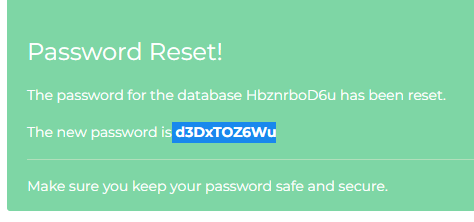 Password Reset!
The password for the database HbznrboD6u has been reset.
The new password is d3DxTOZ6Wu
Make sure you keep your password safe and secure.